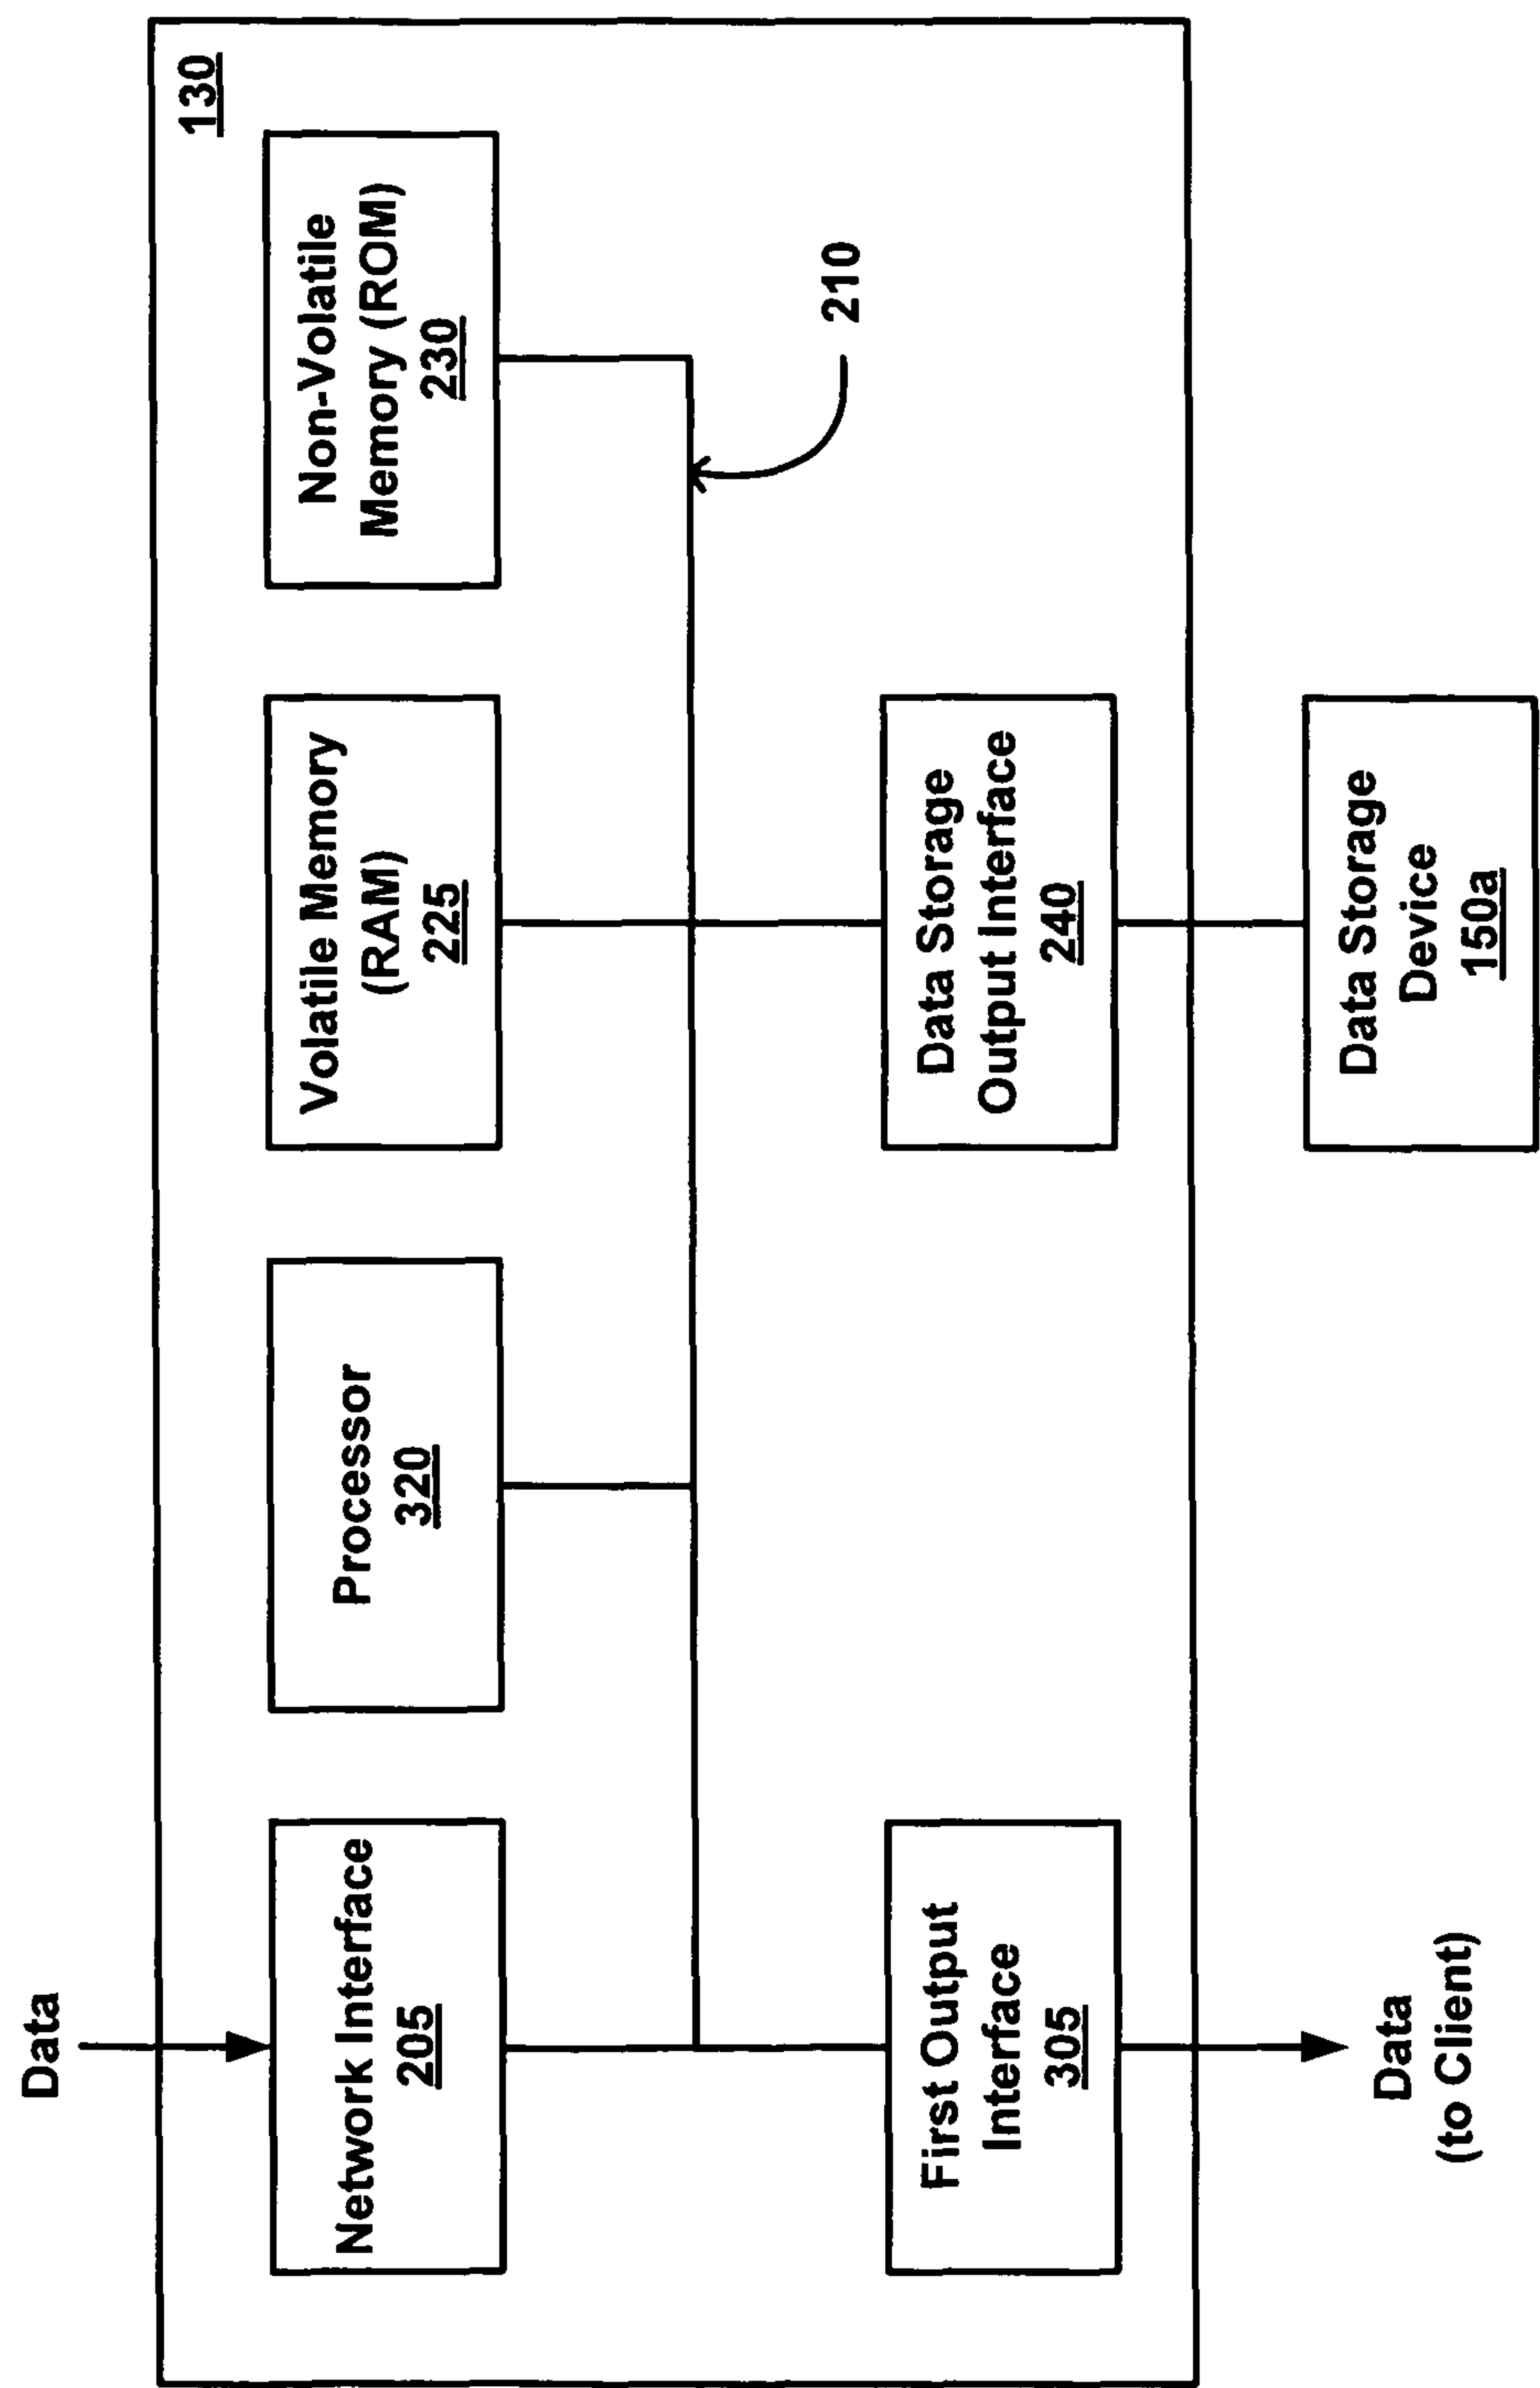 Data
130
Network Interface
205
Processor
320
Volatile Memory
(RAM)
225
Non-Volatile
Memory (ROM)
230
210
First Output
Interface
305
Data Storage
Output Interface
240
Data
(to Client)
Data Storage
Device
150a